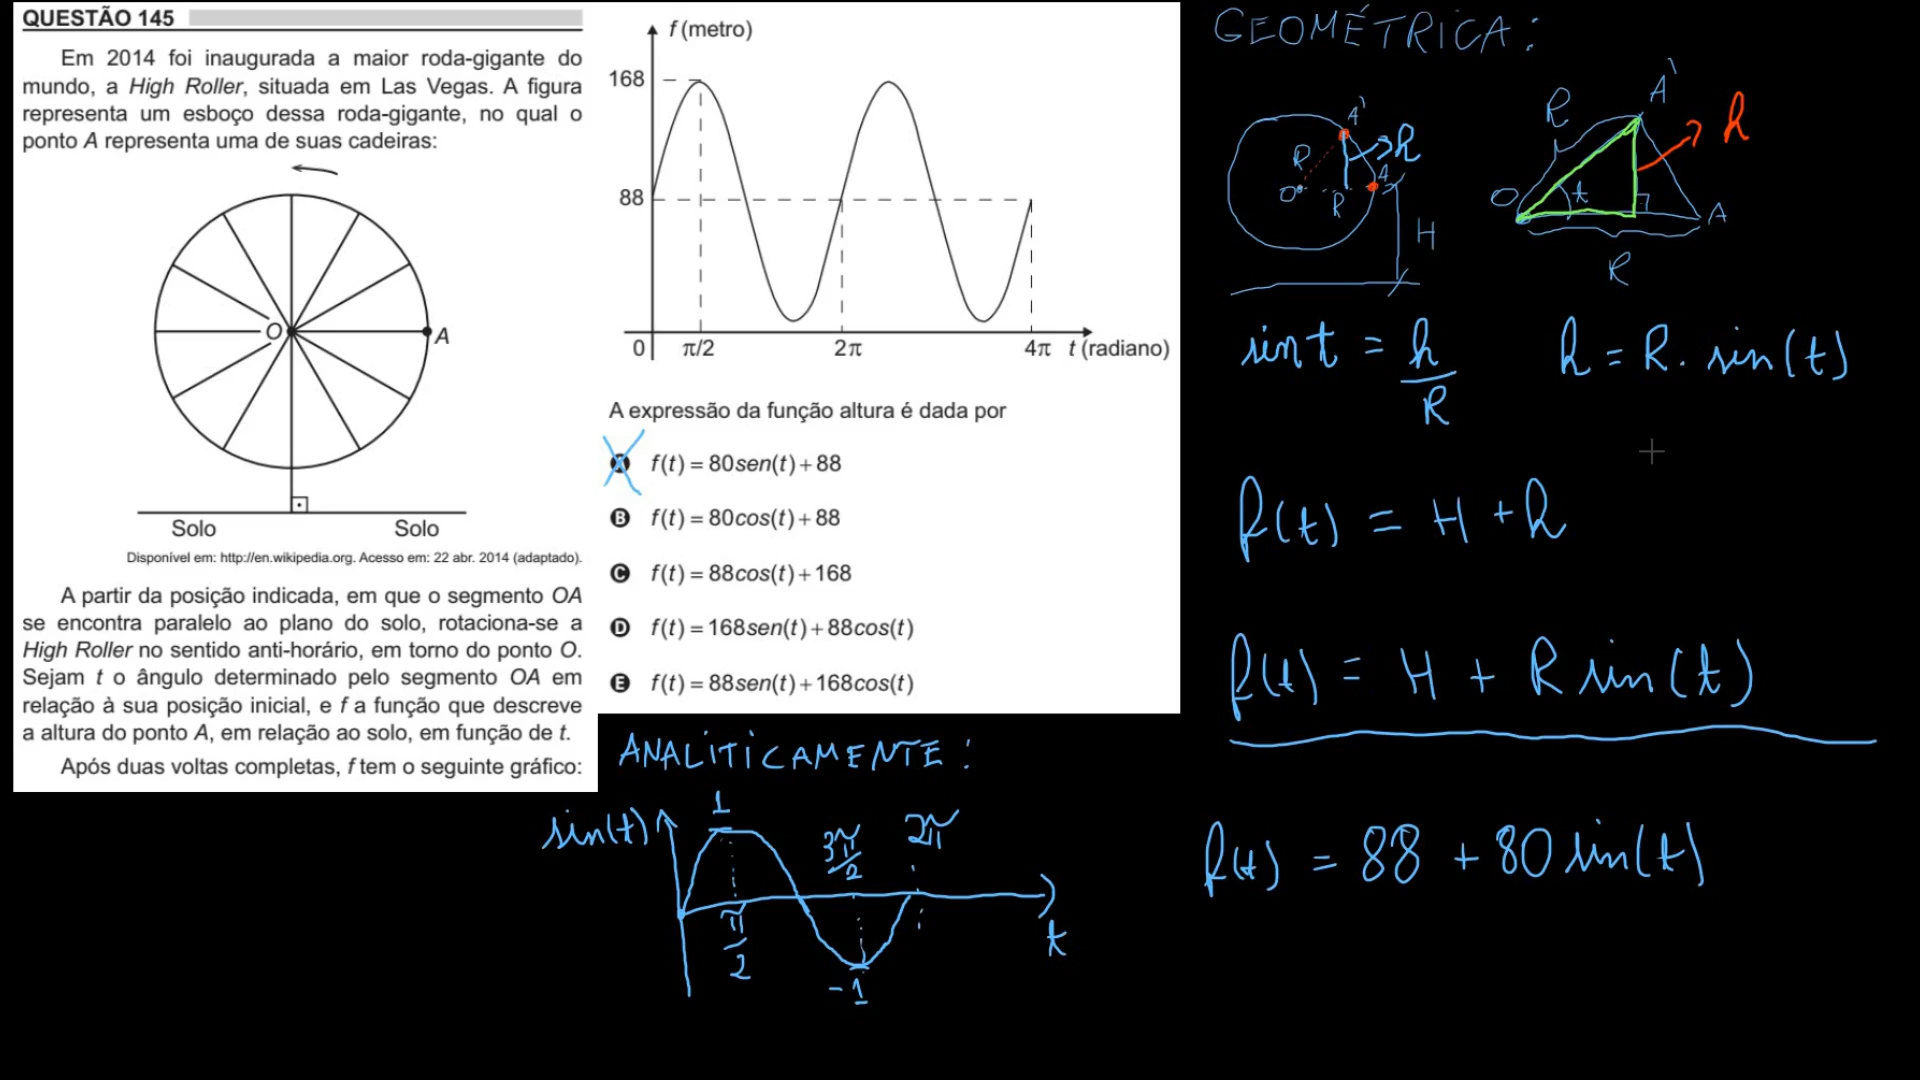 QUESTÃO 145
Em 2014 foi inaugurada a maior roda-gigante do
mundo, a High Roller, situada em Las Vegas. A figura
representa um esboço dessa roda-gigante, no qual o
ponto A representa uma de suas cadeiras:
O
A
Solo
Solo
Disponível em: http://en.wikipedia.org. Acesso em: 22 abr. 2014 (adaptado).
A partir da posição indicada, em que o segmento OA
se encontra paralelo ao plano do solo, rotaciona-se a
High Roller no sentido anti-horário, em torno do ponto O.
Sejam t o ângulo determinado pelo segmento OA em
relação à sua posição inicial, e f a função que descreve
a altura do ponto A, em relação ao solo, em função de t.
Após duas voltas completas, f tem o seguinte gráfico:
f (metro)
168
88
0
π/2
2π
4π
t (radiano)
A expressão da função altura é dada por
A f(t) = 80sen(t) + 88
B f(t) = 80cos(t) + 88
C f(t) = 88cos(t) + 168
D f(t) = 168sen(t) + 88cos(t)
E f(t) = 88sen(t) + 168cos(t)
ANALITICAMENTE:
sin(t)
1
π/2
3π/2
2π
-1
t
GEOMÉTRICA:
A'
R
h
O
R
A
H
R
A'
h
O
t
A
R
sin t = h/R
h = R. sin(t)
f(t) = H + h
f(t) = H + R sin(t)
f(t) = 88 + 80 sin(t)